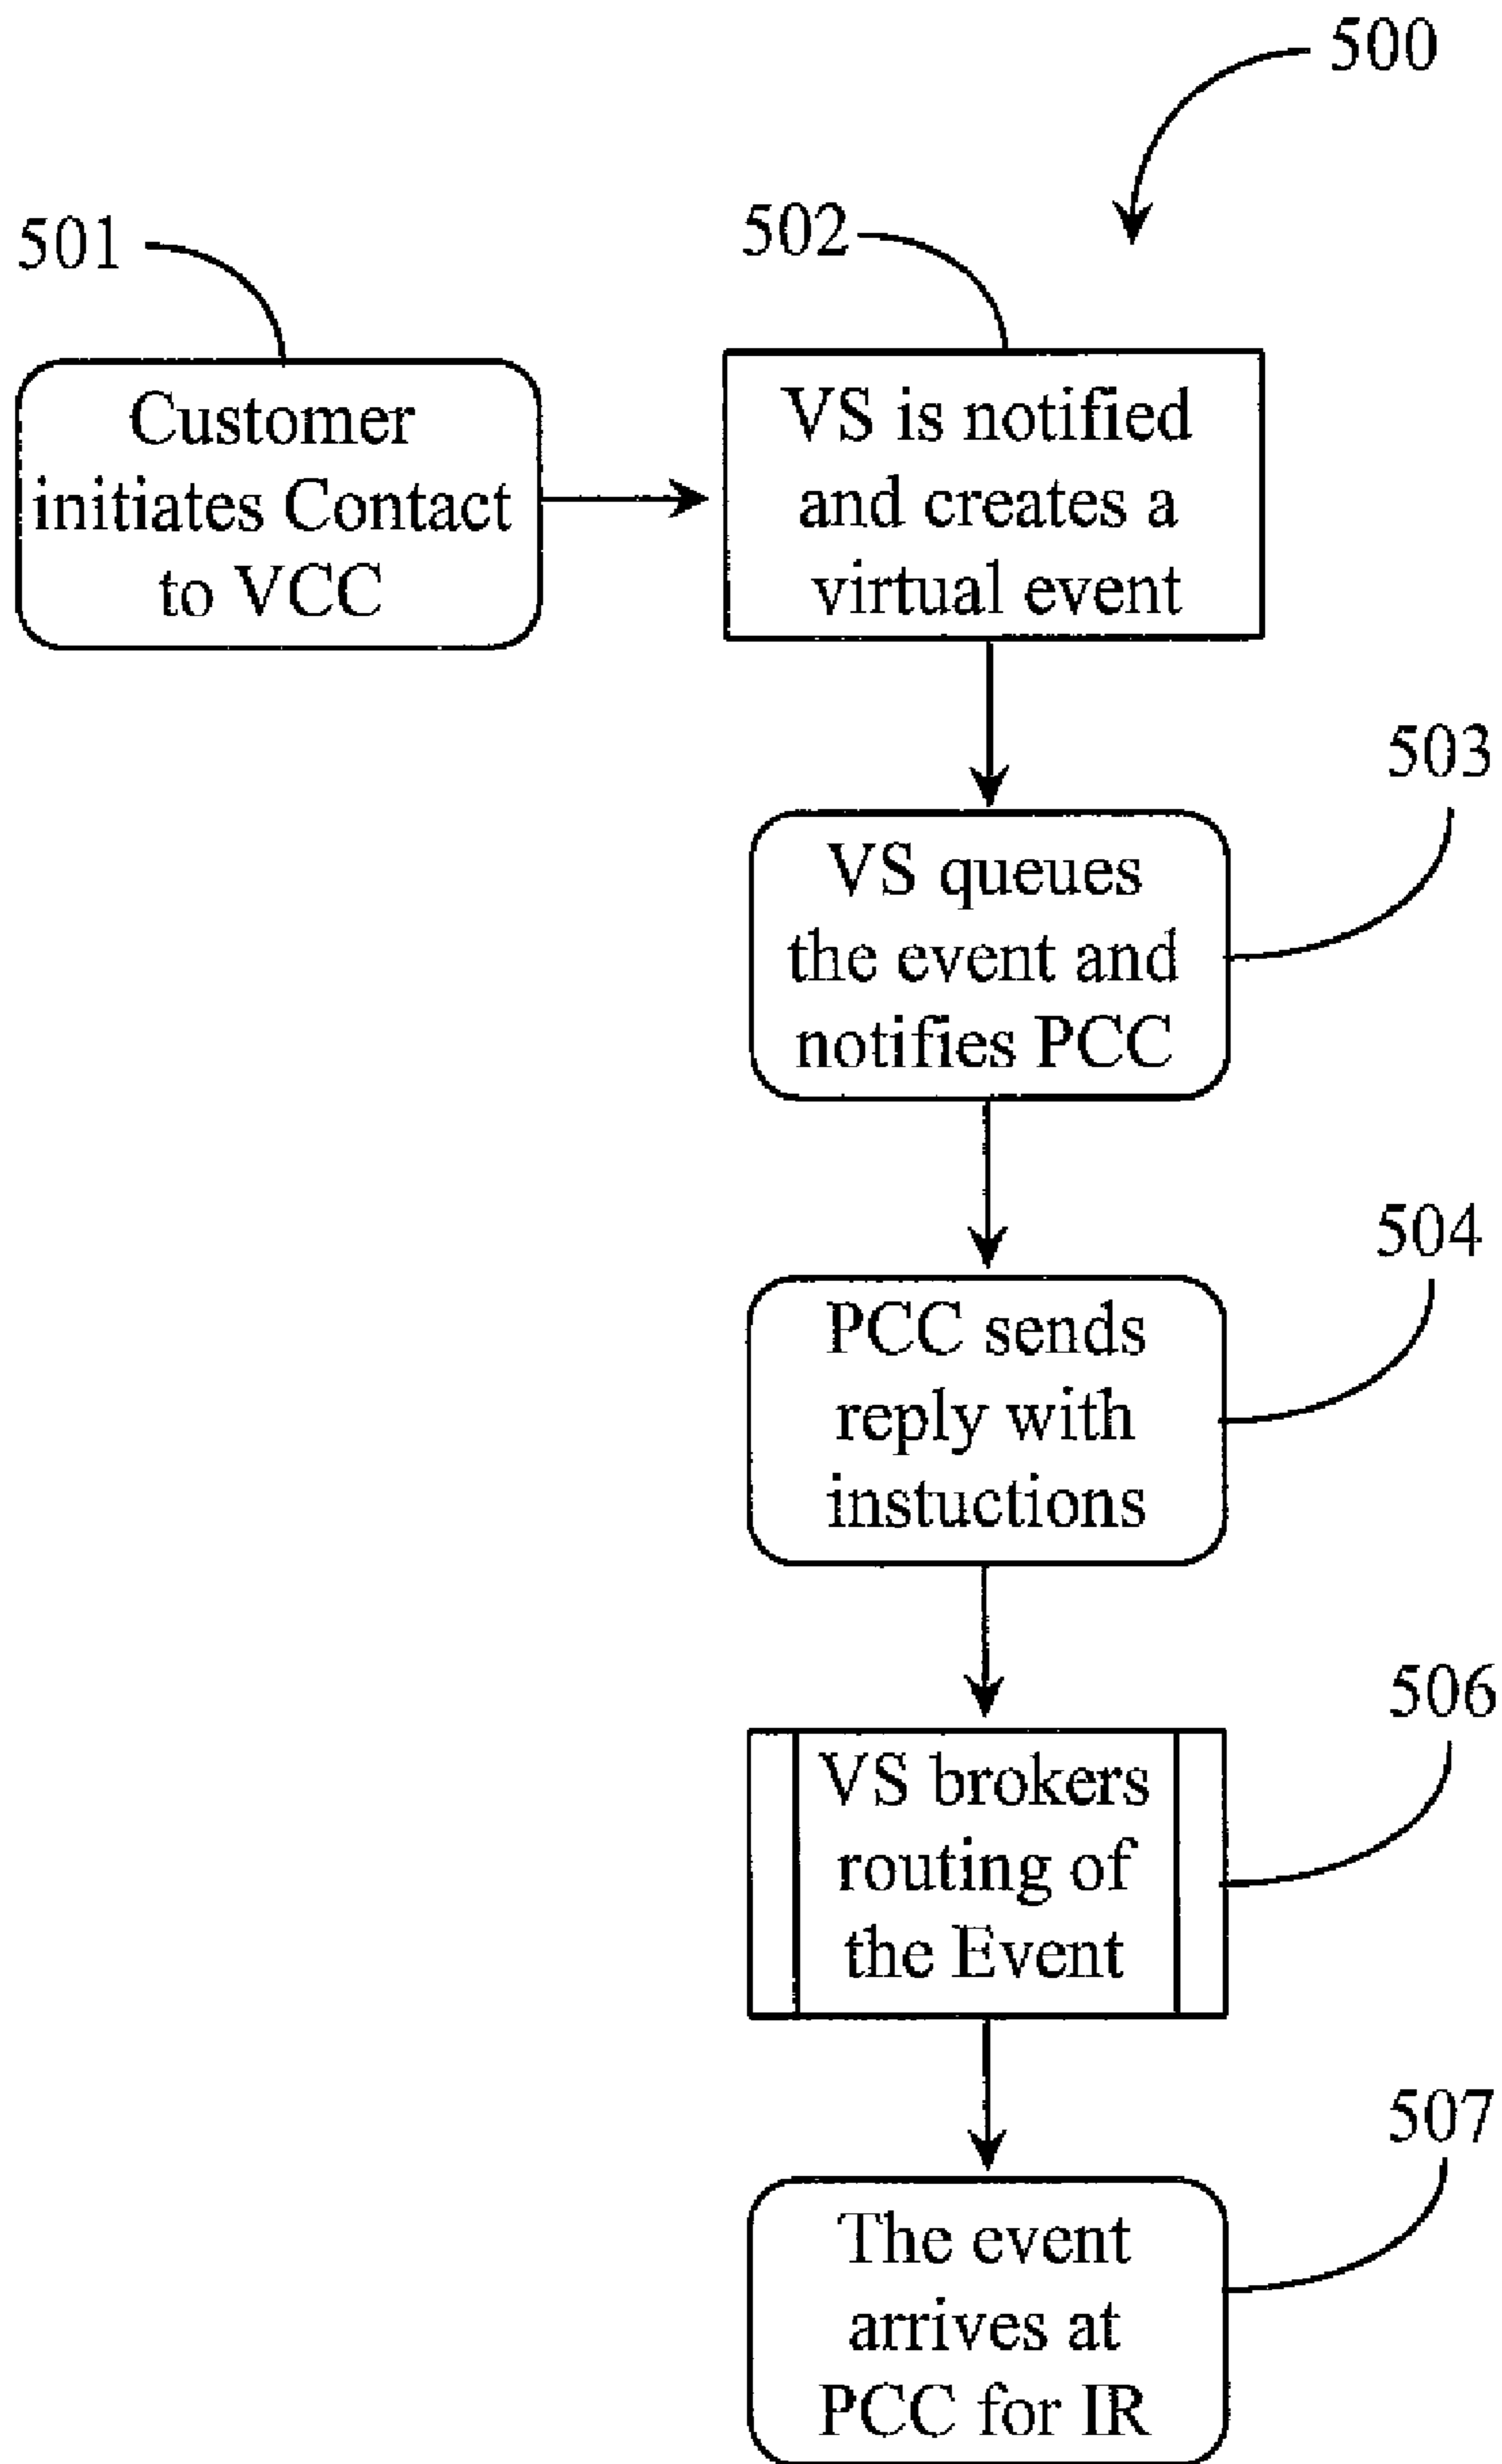 500
501
502
Customer
initiates Contact
to VCC
VS is notified
and creates a
virtual event
503
VS queues
the event and
notifies PCC
504
PCC sends
reply with
instuctions
506
VS brokers
routing of
the Event
507
The event
arrives at
PCC for IR